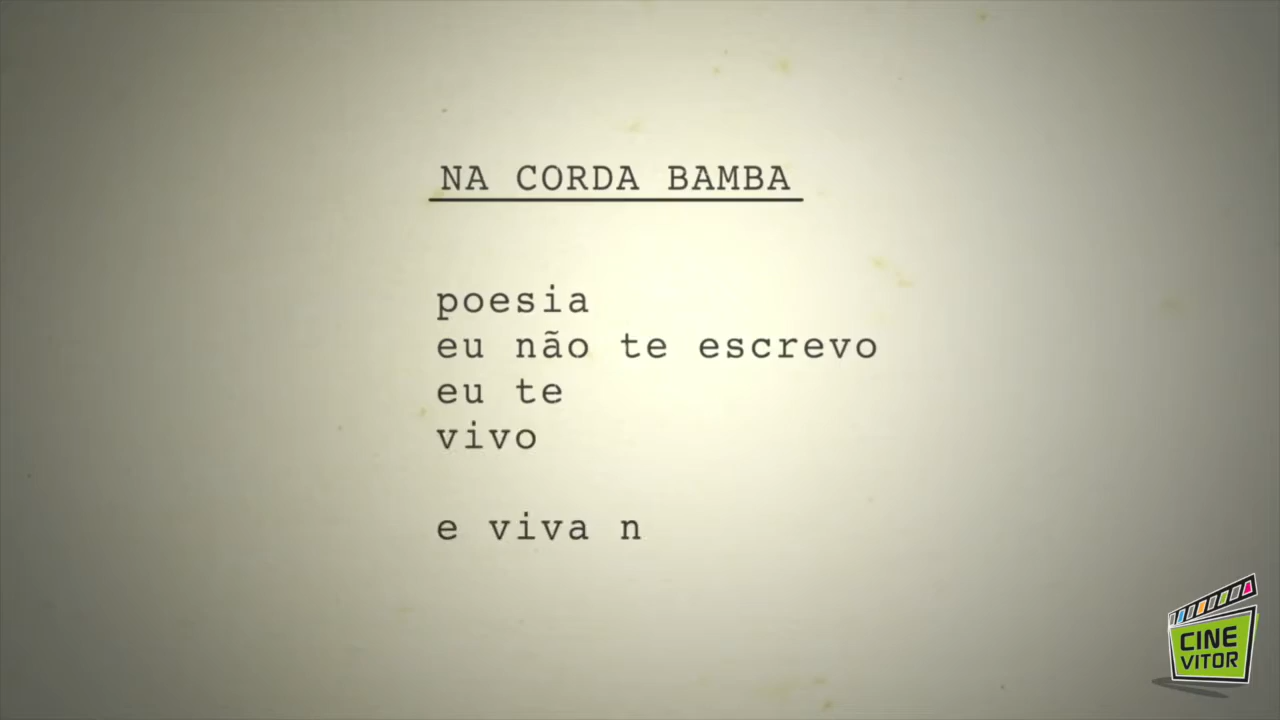 NA CORDA BAMBA
poesia
eu não te escrevo
eu te
vivo
e viva n
CINE
VITOR